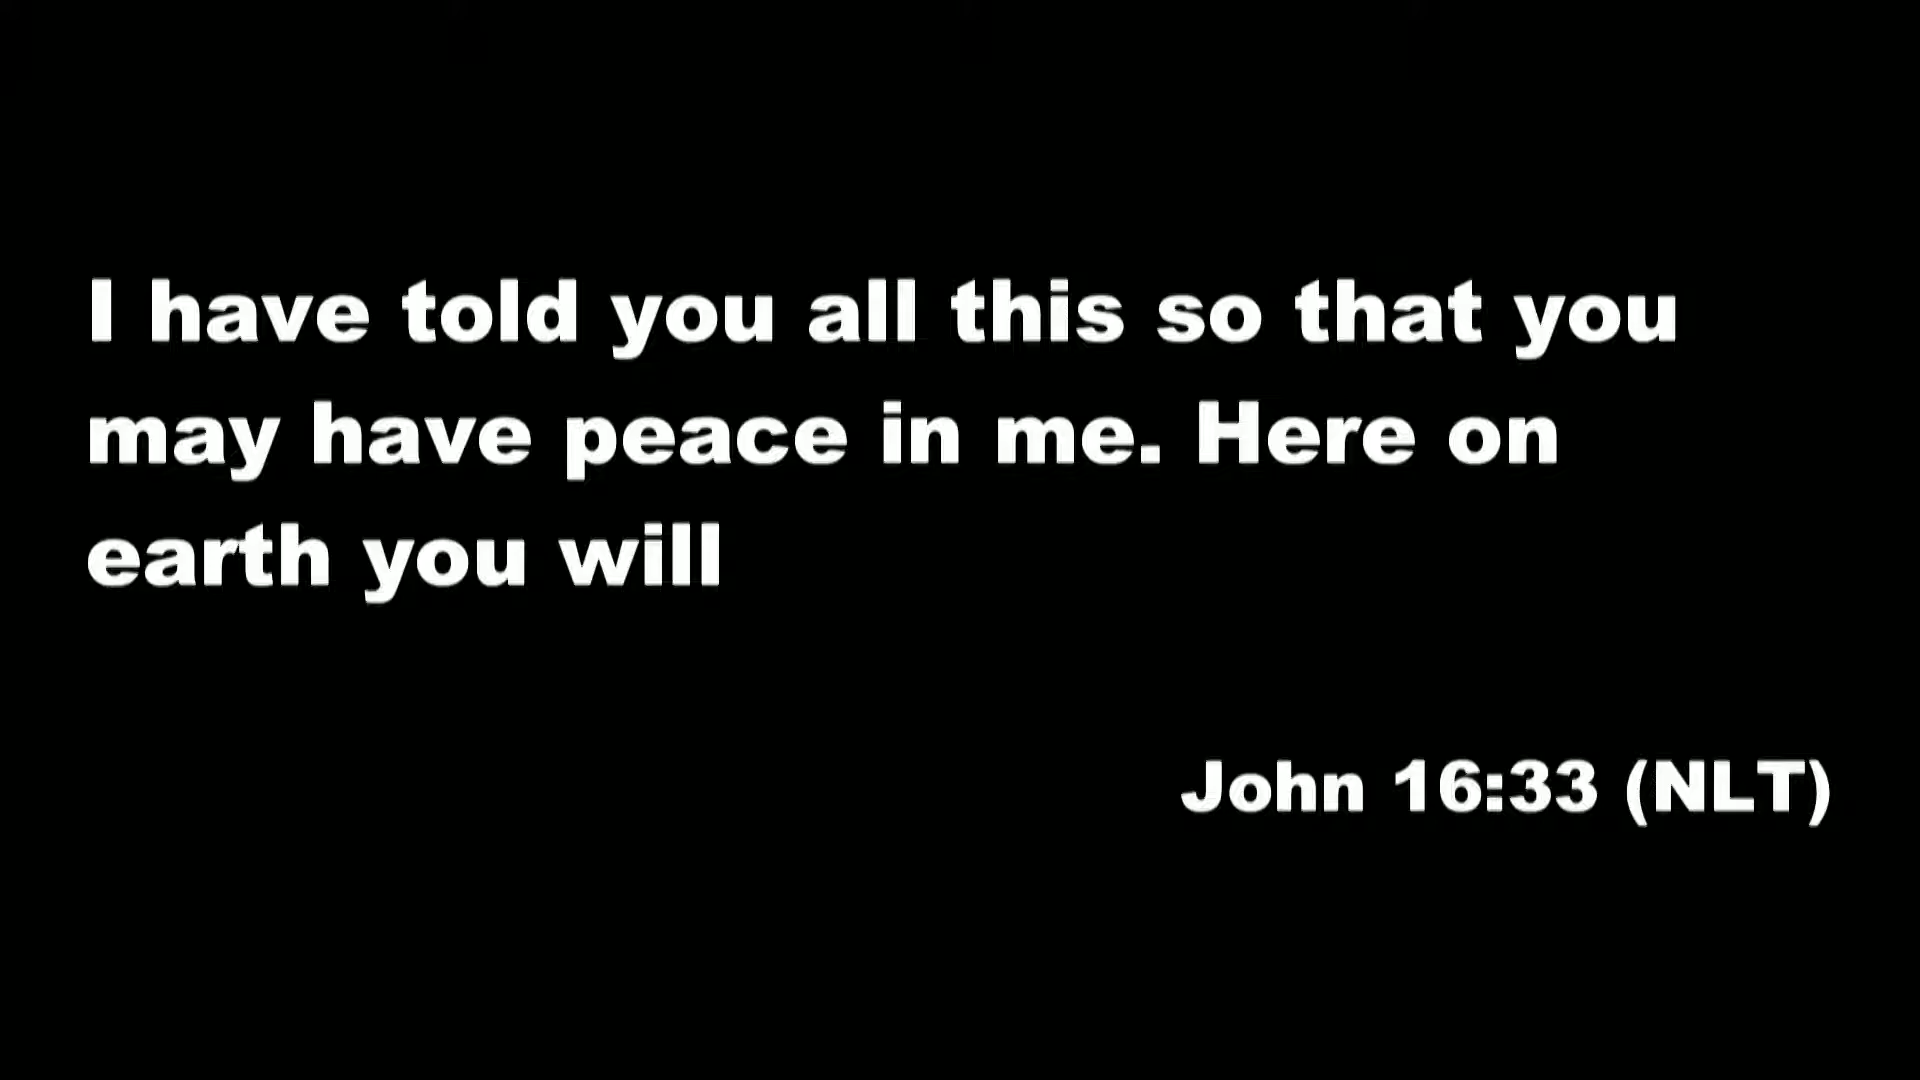 I have told you all this so that you
may have peace in me. Here on
earth you will
John 16:33 (NLT)